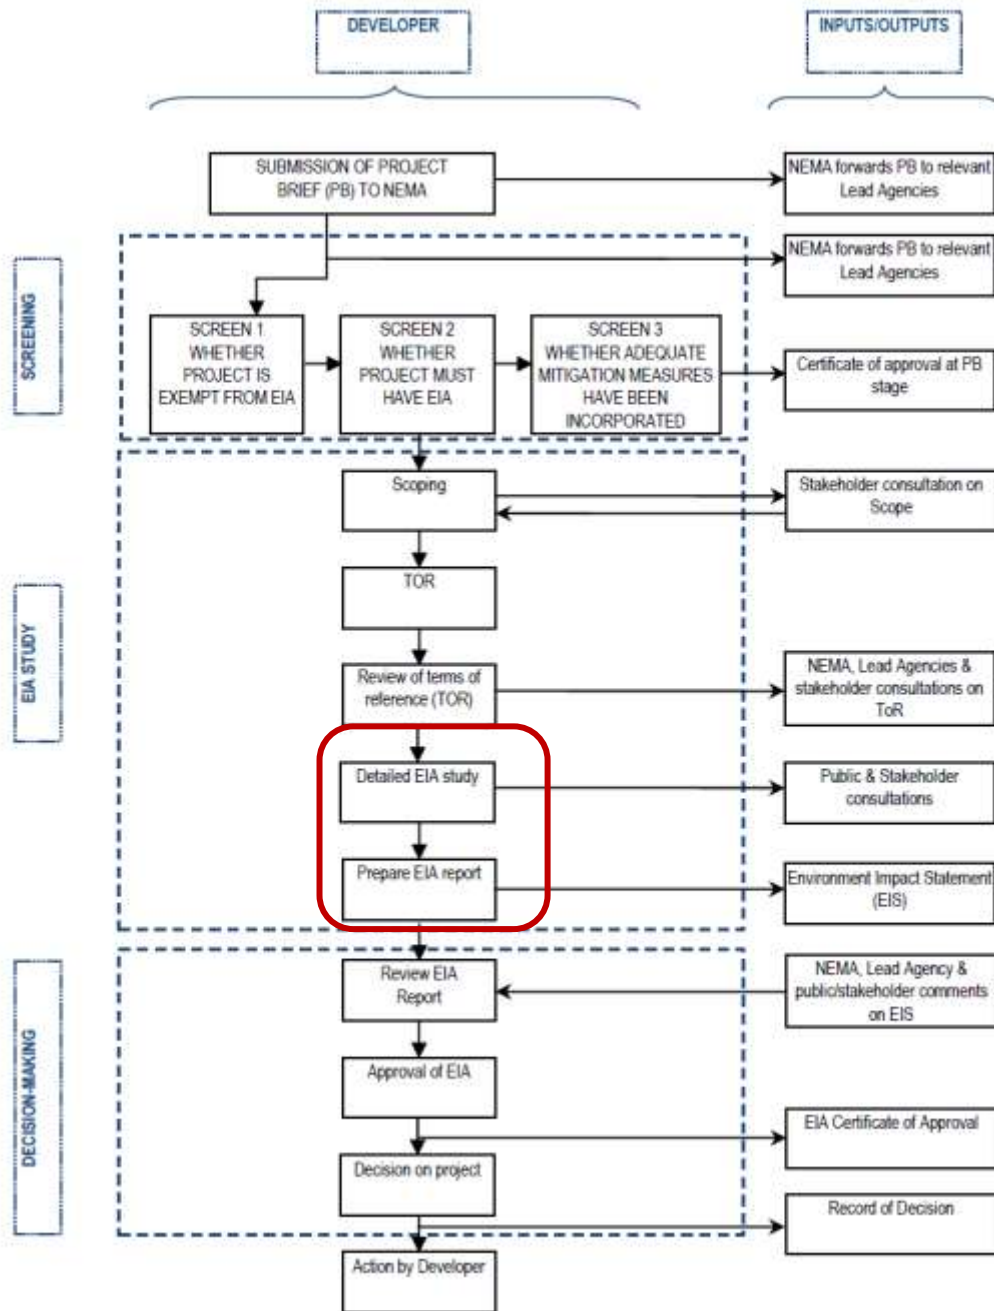 DEVELOPER
INPUTS/OUTPUTS
SUBMISSION OF PROJECT
BRIEF (PB) TO NEMA
NEMA forwards PB to relevant
Lead Agencies
NEMA forwards PB to relevant
Lead Agencies
SCREENING
SCREEN 1
WHETHER
PROJECT IS
EXEMPT FROM EIA
SCREEN 2
WHETHER
PROJECT MUST
HAVE EIA
SCREEN 3
WHETHER ADEQUATE
MITIGATION MEASURES
HAVE BEEN
INCORPORATED
Certificate of approval at PB
stage
EIA STUDY
Scoping
Stakeholder consultation on
Scope
TOR
Review of terms of
reference (TOR)
NEMA, Lead Agencies &
stakeholder consultations on
ToR
Detailed EIA study
Public & Stakeholder
consultations
Prepare EIA report
Environment Impact Statement
(EIS)
DECISION-MAKING
Review EIA
Report
NEMA, Lead Agency &
public/stakeholder comments
on EIS
Approval of EIA
EIA Certificate of Approval
Decision on project
Record of Decision
Action by Developer